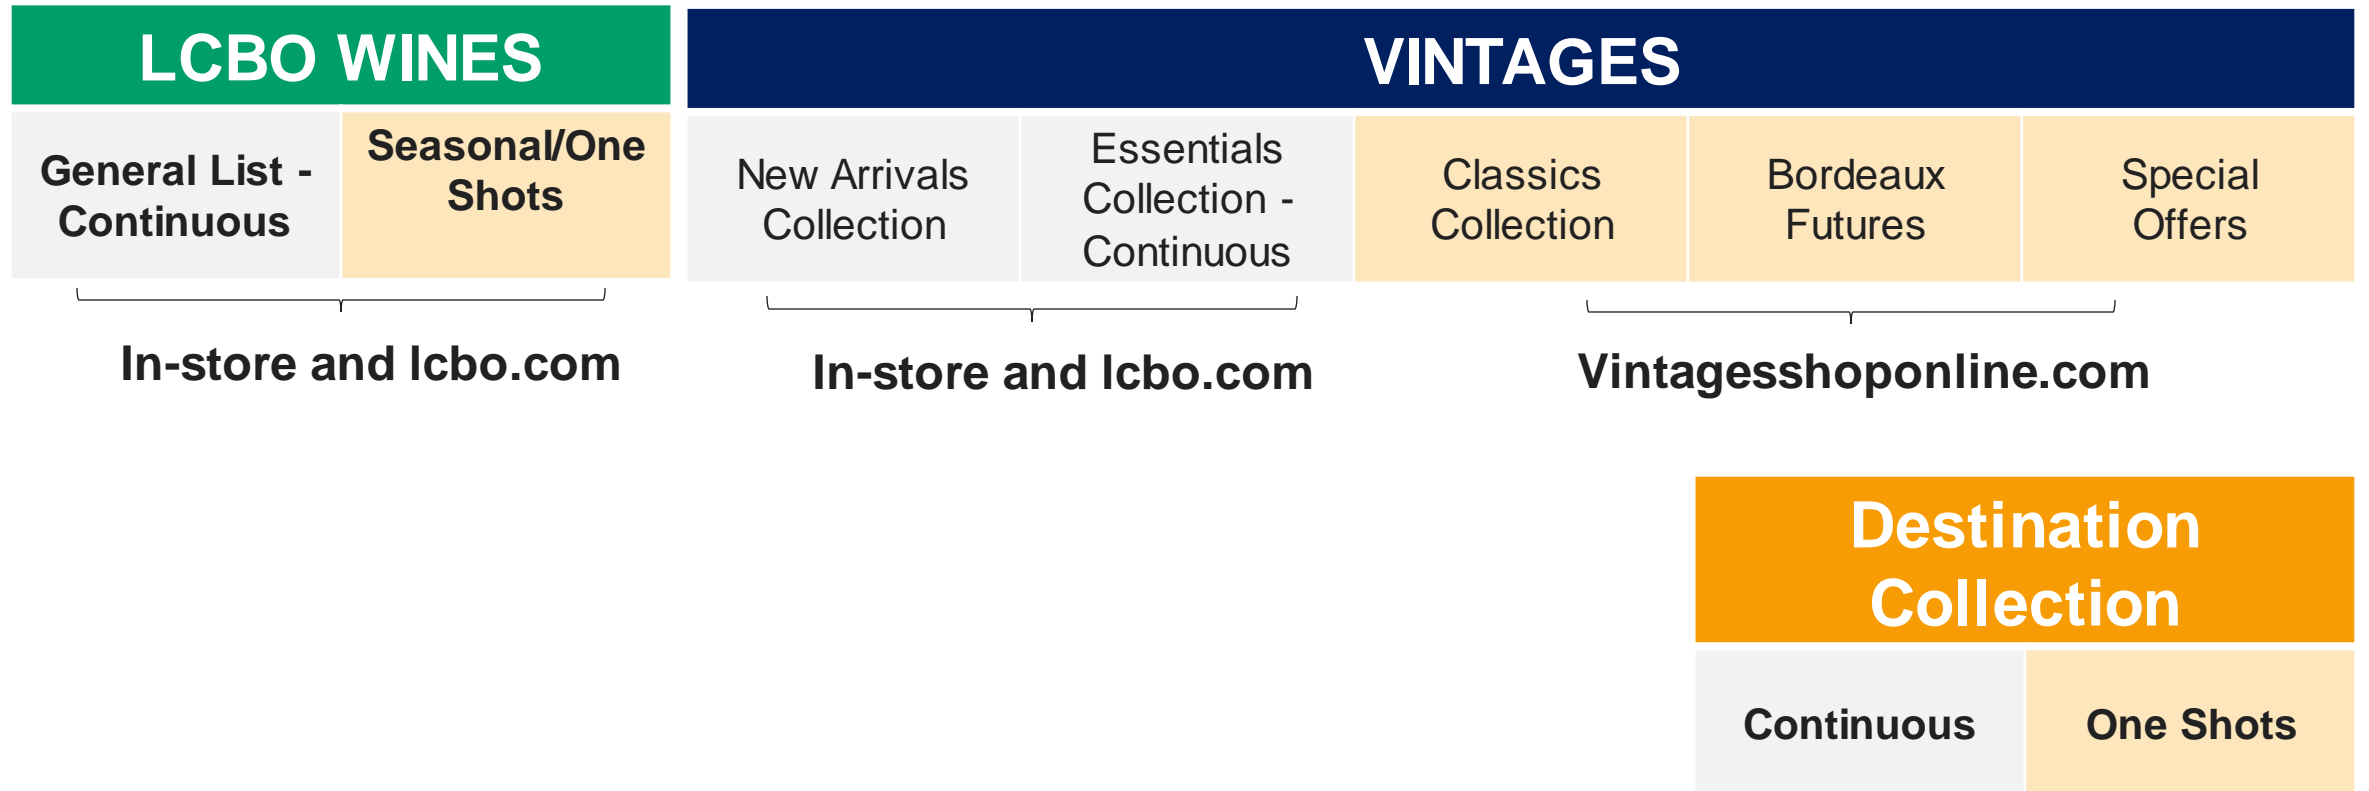 LCBO WINES
VINTAGES
General List -
Continuous
Seasonal/One
Shots
New Arrivals
Collection
Essentials
Collection -
Continuous
Classics
Collection
Bordeaux
Futures
Special
Offers
In-store and lcbo.com
In-store and lcbo.com
Vintagesshoponline.com
Destination
Collection
Continuous
One Shots